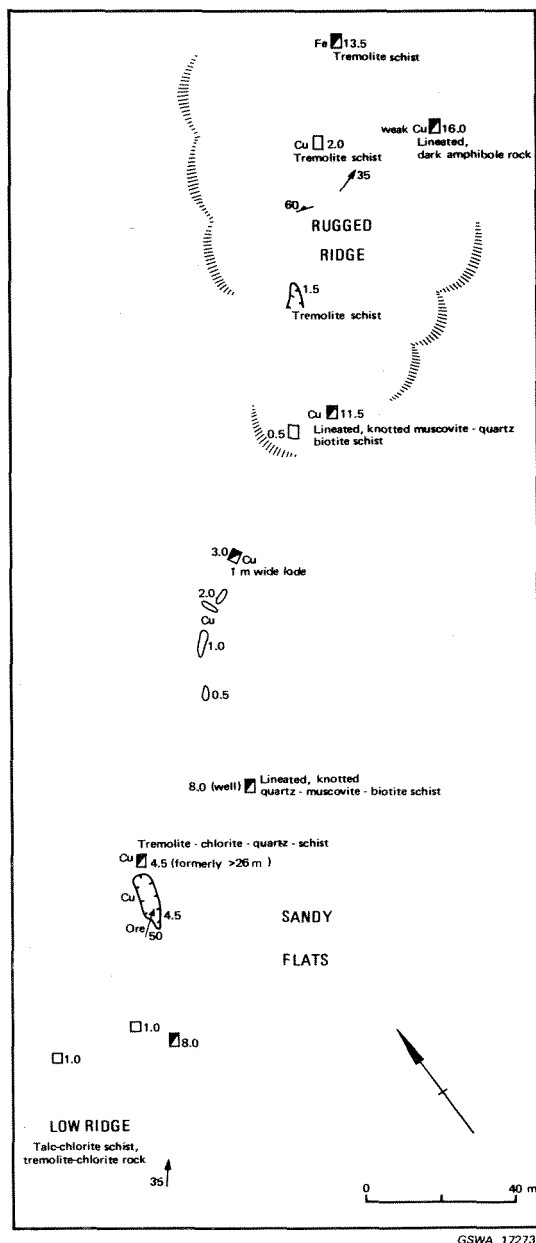 Fe 13.5
Tremolite schist
weak Cu 16.0
Lineated,
dark amphibole rock
Cu 2.0
Tremolite schist
35
60
RUGGED
RIDGE
1.5
Tremolite schist
Cu 11.5
0.5
Lineated, knotted muscovite - quartz
biotite schist
3.0 Cu
1 m wide lode
2.0
Cu
1.0
0.5
8.0 (well)
Lineated, knotted
quartz - muscovite - biotite schist
Tremolite - chlorite - quartz - schist
Cu 4.5 (formerly >26 m)
Cu
4.5
Ore
50
SANDY
FLATS
1.0
8.0
1.0
LOW RIDGE
Talc-chlorite schist,
tremolite-chlorite rock
35
0 40 m
GSWA 17273